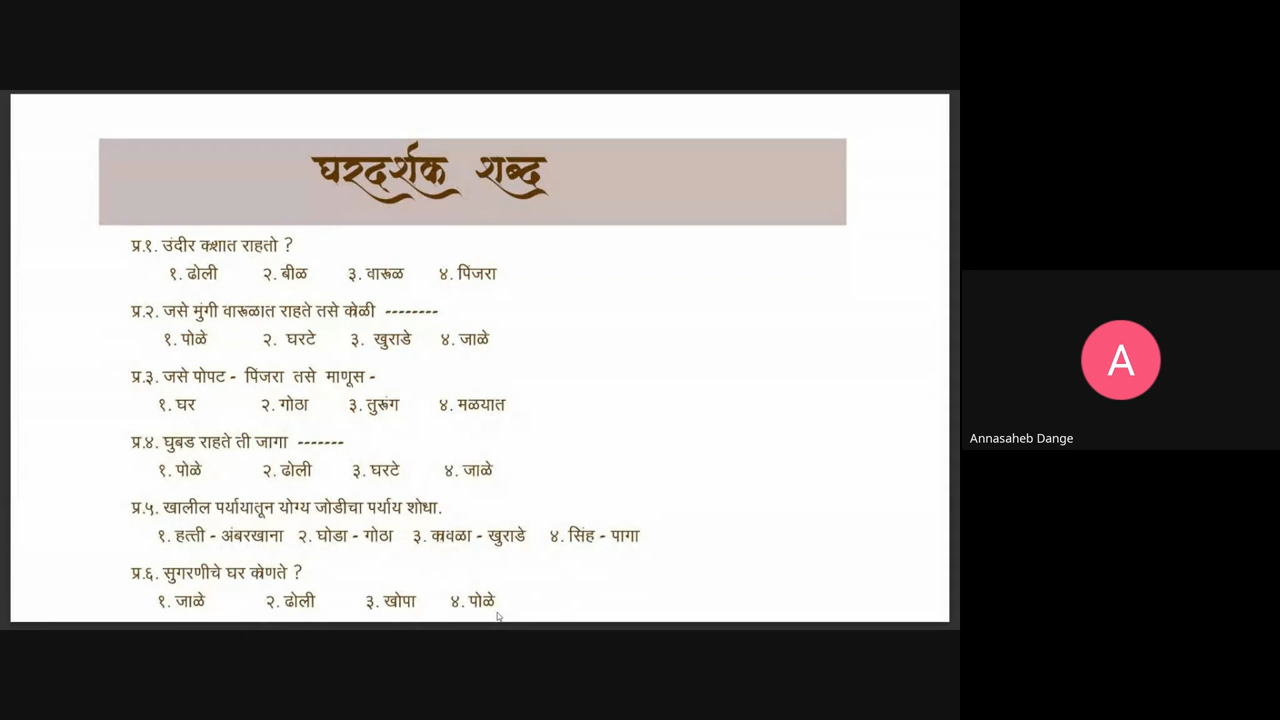 घरदर्शक शब्द
प्र.१. उंदीर कशात राहतो ?
१. ढोली २. बीळ ३. वारूळ ४. पिंजरा
प्र.२. जसे मुंगी वारूळात राहते तसे कोळी --------
१. पोळे २. घरटे ३. खुराडे ४. जाळे
प्र.३. जसे पोपट - पिंजरा तसे माणूस -
१. घर २. गोठा ३. तुरूंग ४. मळयात
प्र.४. घुबड राहते ती जागा -------
१. पोळे २. ढोली ३. घरटे ४. जाळे
प्र.५. खालील पर्यायातून योग्य जोडीचा पर्याय शोधा.
१. हत्ती - अंबरखाना २. घोडा - गोठा ३. कावळा - खुराडे ४. सिंह - पागा
प्र.६. सुगरणीचे घर कोणते ?
१. जाळे २. ढोली ३. खोपा ४. पोळे
A
Annasaheb Dange